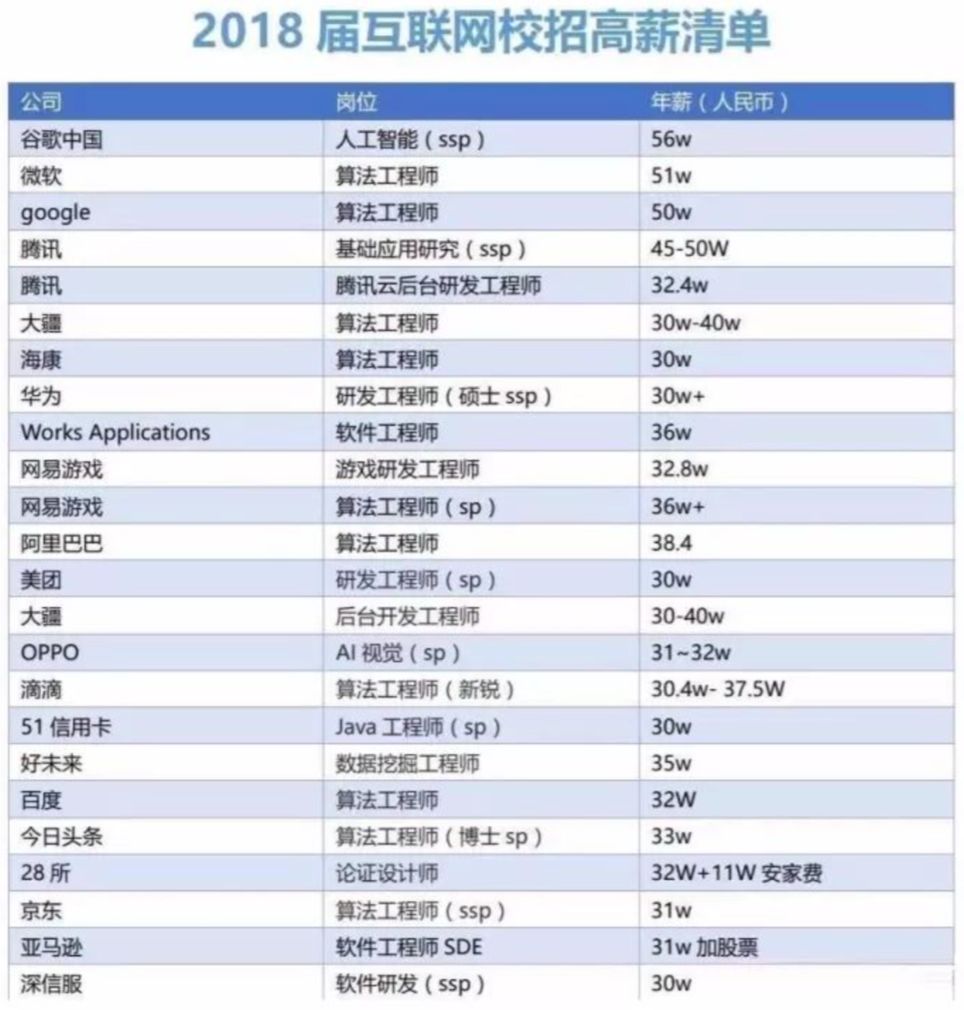 2018 届互联网校招高薪清单
公司 岗位 年薪（人民币）
谷歌中国 人工智能（ssp） 56w
微软 算法工程师 51w
google 算法工程师 50w
腾讯 基础应用研究（ssp） 45-50W
腾讯 腾讯云后台研发工程师 32.4w
大疆 算法工程师 30w-40w
海康 算法工程师 30w
华为 研发工程师（硕士 ssp） 30w+
Works Applications 软件工程师 36w
网易游戏 游戏研发工程师 32.8w
网易游戏 算法工程师（sp） 36w+
阿里巴巴 算法工程师 38.4
美团 研发工程师（sp） 30w
大疆 后台开发工程师 30-40w
OPPO AI 视觉（sp） 31~32w
滴滴 算法工程师（新锐） 30.4w- 37.5W
51 信用卡 Java 工程师（sp） 30w
好未来 数据挖掘工程师 35w
百度 算法工程师 32W
今日头条 算法工程师（博士 sp） 33w
28 所 论证设计师 32W+11W 安家费
京东 算法工程师（ssp） 31w
亚马逊 软件工程师 SDE 31w 加股票
深信服 软件研发（ssp） 30w